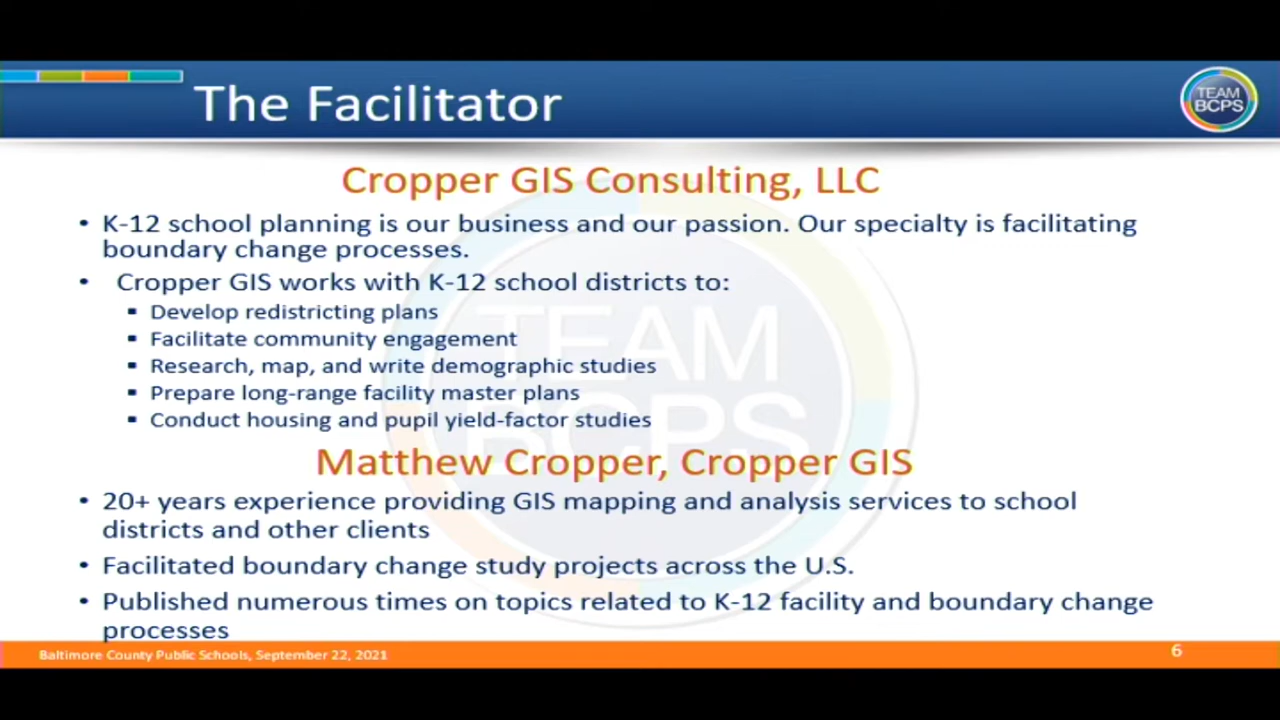 The Facilitator
TEAM
BCPS
Cropper GIS Consulting, LLC
• K-12 school planning is our business and our passion. Our specialty is facilitating
boundary change processes.
• Cropper GIS works with K-12 school districts to:
▪ Develop redistricting plans
▪ Facilitate community engagement
▪ Research, map, and write demographic studies
▪ Prepare long-range facility master plans
▪ Conduct housing and pupil yield-factor studies
TEAM
BCPS
Matthew Cropper, Cropper GIS
• 20+ years experience providing GIS mapping and analysis services to school
districts and other clients
• Facilitated boundary change study projects across the U.S.
• Published numerous times on topics related to K-12 facility and boundary change
processes
Baltimore County Public Schools, September 22, 2021
6